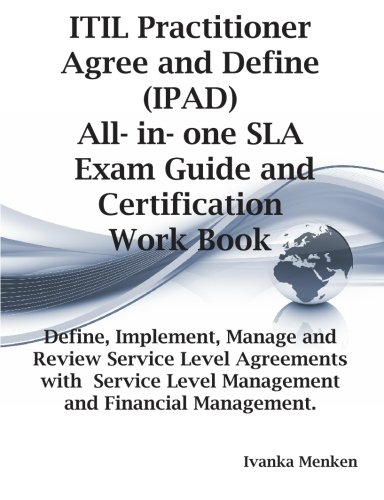 ITIL Practitioner
Agree and Define
(IPAD)
All- in- one SLA
Exam Guide and
Certification
Work Book
Define, Implement, Manage and
Review Service Level Agreements
with Service Level Management
and Financial Management.
Ivanka Menken